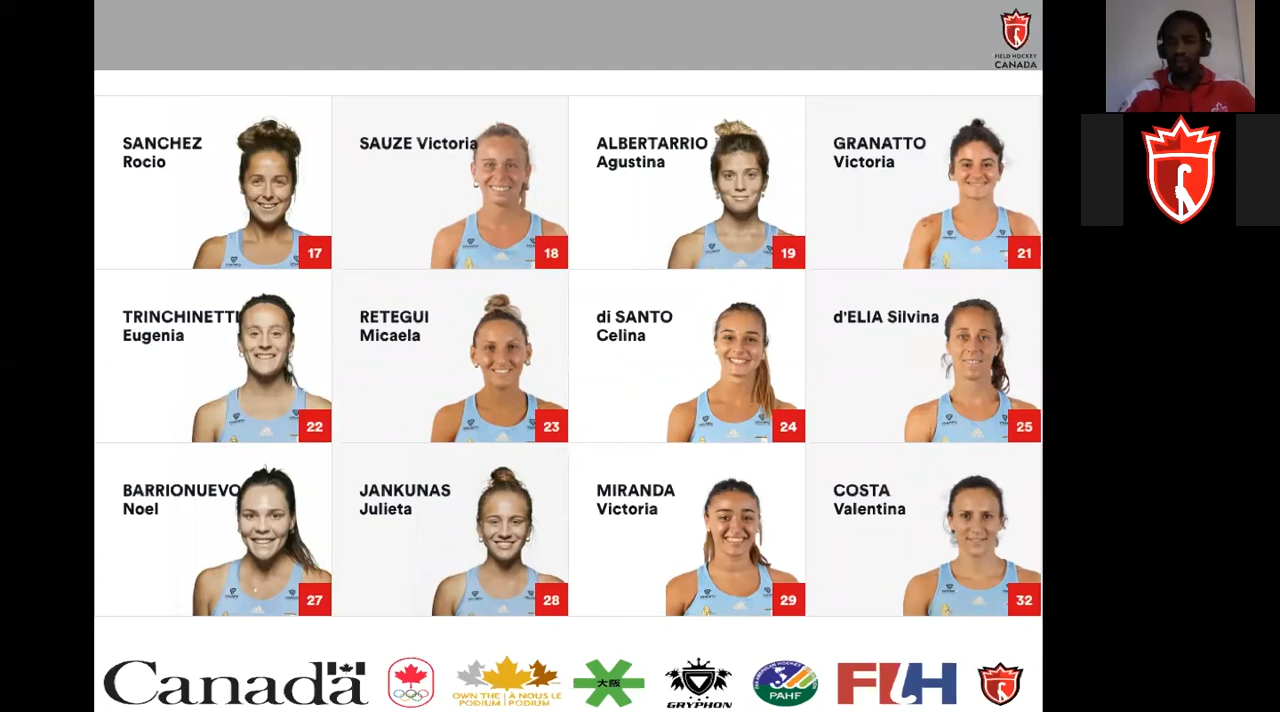 FIELD HOCKEY
CANADA
SANCHEZ
Rocio
17
SAUZE Victoria
18
ALBERTARRIO
Agustina
19
GRANATTO
Victoria
21
TRINCHINETTI
Eugenia
22
RETEGUI
Micaela
23
di SANTO
Celina
24
d'ELIA Silvina
25
BARRIONUEVO
Noel
27
JANKUNAS
Julieta
28
MIRANDA
Victoria
29
COSTA
Valentina
32
Canada
OWN THE | À NOUS LE
PODIUM | PODIUM
大阪
GRYPHON
PAHF
FIH